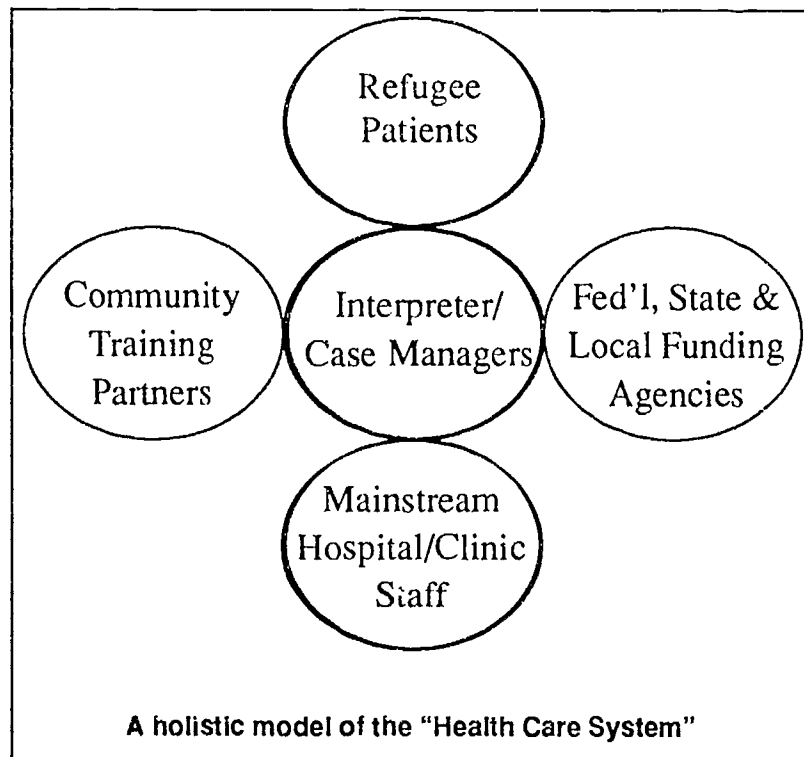 Refugee
Patients
Community
Training
Partners
Interpreter/
Case Managers
Fed'l, State &
Local Funding
Agencies
Mainstream
Hospital/Clinic
Staff
A holistic model of the “Health Care System”